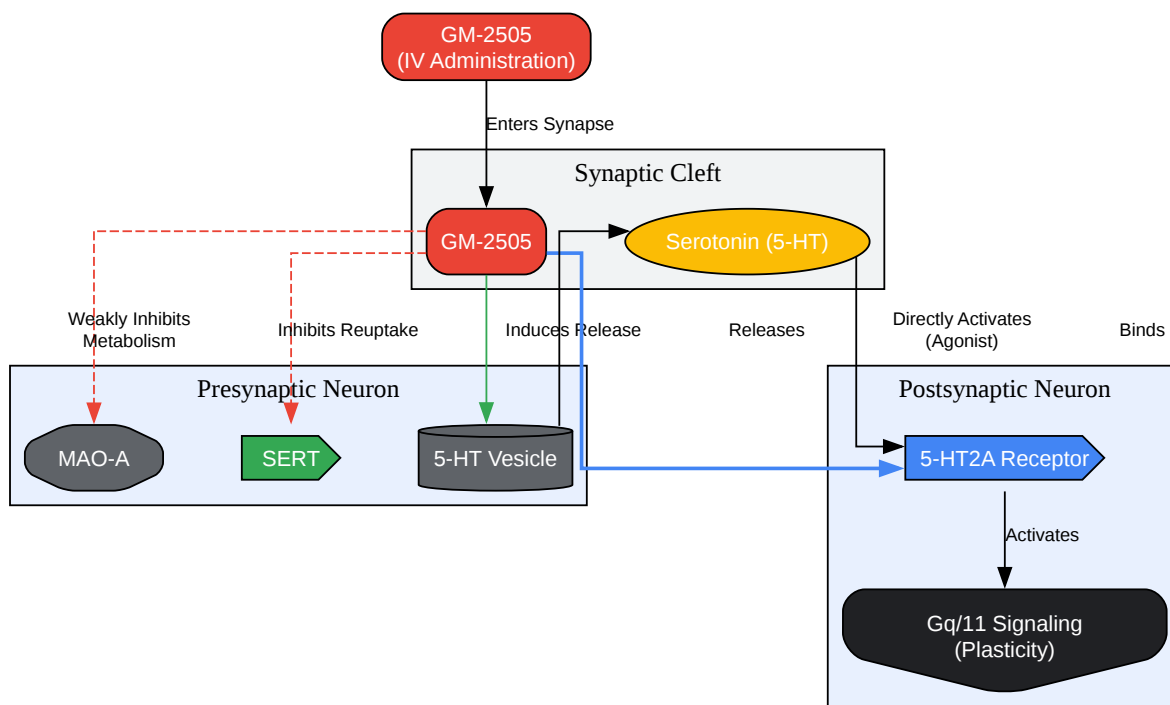 GM-2505
(IV Administration)
Enters Synapse
Synaptic Cleft
GM-2505
Serotonin (5-HT)
Weakly Inhibits
Metabolism
Inhibits Reuptake
Induces Release
Releases
Directly Activates
(Agonist)
Binds
Presynaptic Neuron
Postsynaptic Neuron
MAO-A
SERT
5-HT Vesicle
5-HT2A Receptor
Activates
Gq/11 Signaling
(Plasticity)